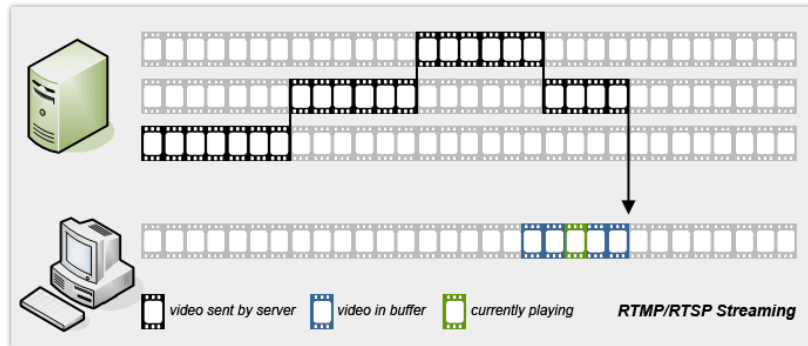 video sent by server
video in buffer
currently playing
RTMP/RTSP Streaming